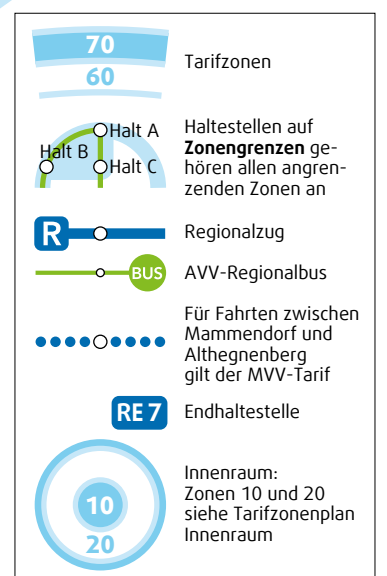 70
60
Tarifzonen
Halt A
Halt B
Halt C
Haltestellen auf
Zonengrenzen ge-
hören allen angren-
zenden Zonen an
R
Regionalzug
BUS
AVV-Regionalbus
Für Fahrten zwischen
Mammendorf und
Althegnenberg
gilt der MVV-Tarif
RE 7
Endhaltestelle
10
20
Innenraum:
Zonen 10 und 20
siehe Tarifzonenplan
Innenraum